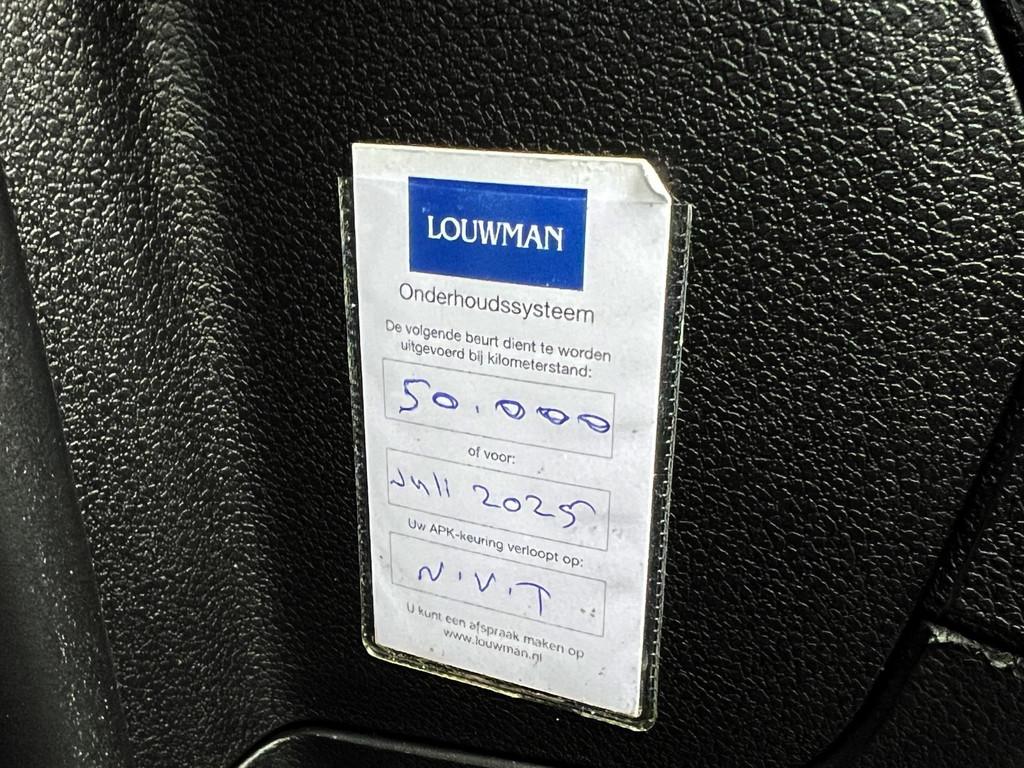 LOUWMAN
Onderhoudssysteem
De volgende beurt dient te worden
uitgevoerd bij kilometerstand:
50.000
of voor:
Juli 2025
Uw APK-keuring verloopt op:
N.V.T
U kunt een afspraak maken op
www.louwman.nl